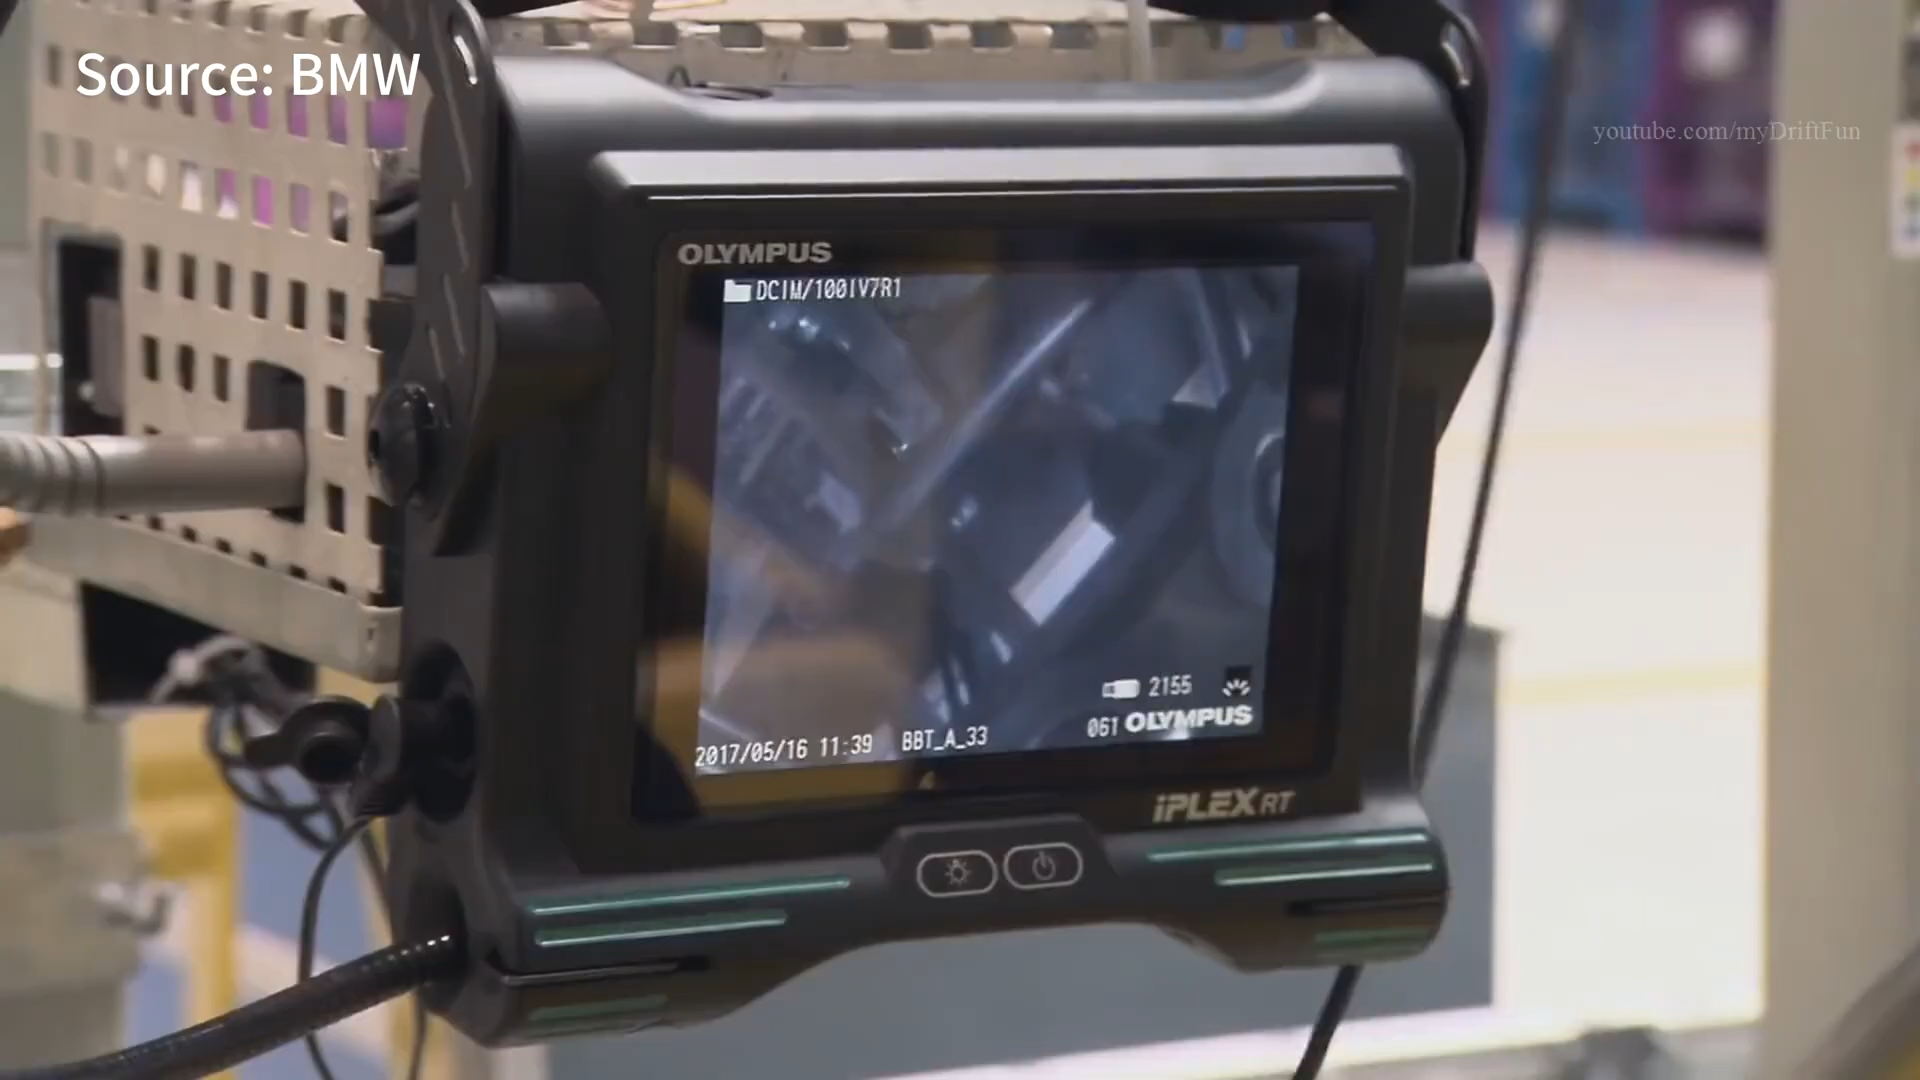 Source: BMW
youtube.com/myDriftFun
OLYMPUS
DCIM/100IV7R1
2155
061 OLYMPUS
2017/05/16 11:39 BBT_A_33
iPLEX RT